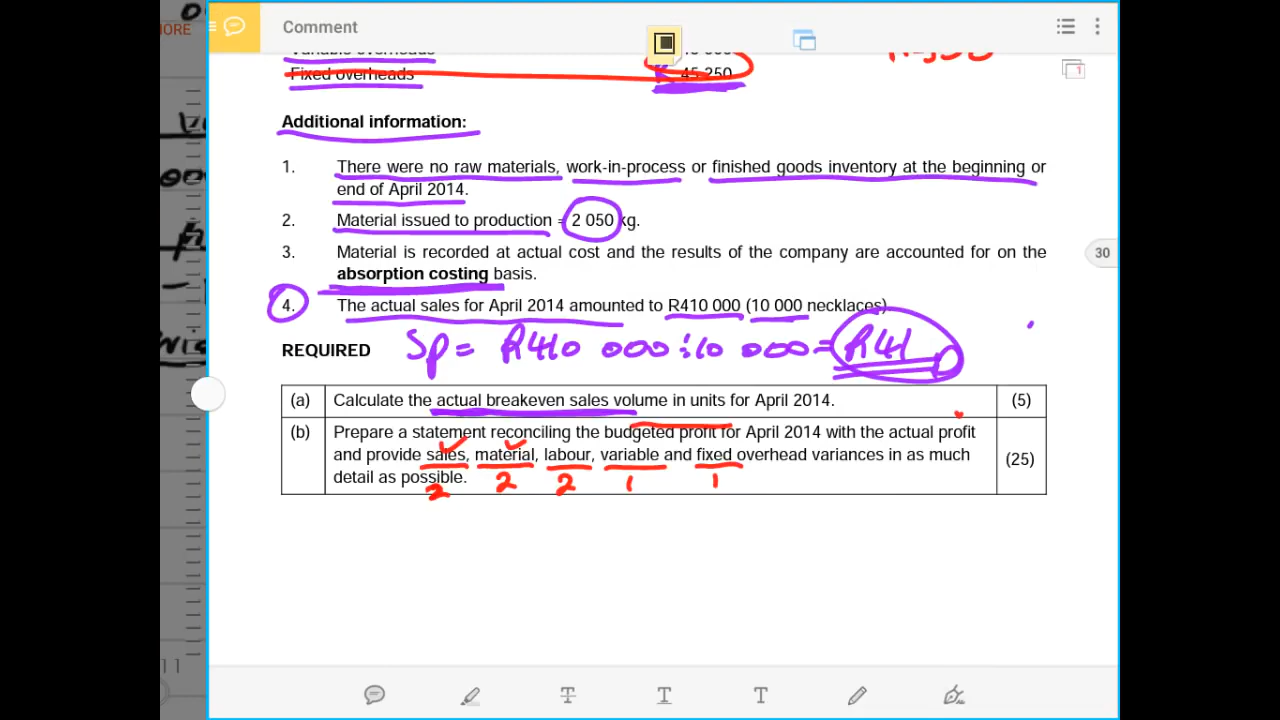 Comment
MORE
Variable overheads
Fixed overheads 45 250
1
Additional information:
1. There were no raw materials, work-in-process or finished goods inventory at the beginning or
end of April 2014.
2. Material issued to production = 2 050 kg.
30
3. Material is recorded at actual cost and the results of the company are accounted for on the
absorption costing basis.
4. The actual sales for April 2014 amounted to R410 000 (10 000 necklaces)
Sp = R410 000 ÷ 10 000 = R41
REQUIRED
(a) Calculate the actual breakeven sales volume in units for April 2014. (5)
(b) Prepare a statement reconciling the budgeted profit for April 2014 with the actual profit
and provide sales, material, labour, variable and fixed overhead variances in as much
detail as possible. (25)
2 2 2 1 1